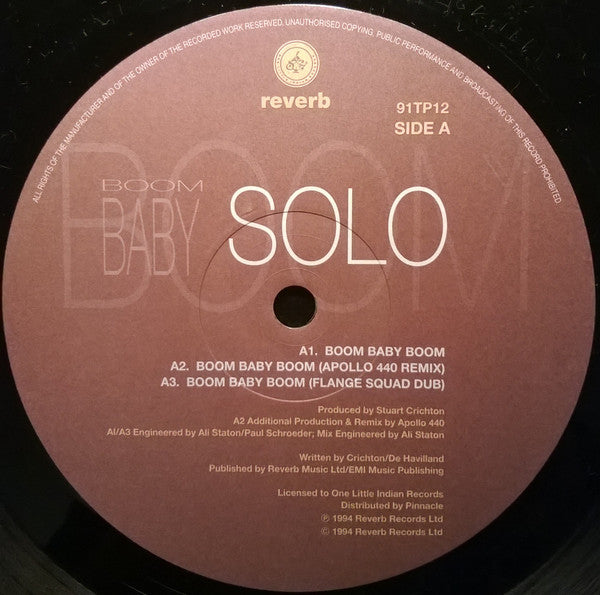 ALL RIGHTS OF THE MANUFACTURER AND OF THE OWNER OF THE RECORDED WORK RESERVED, UNAUTHORISED COPYING, PUBLIC PERFORMANCE AND BROADCASTING OF THIS RECORD PROHIBITED
reverb
91TP12
SIDE A
BOOM
BOOM
BABY
SOLO
A1. BOOM BABY BOOM
A2. BOOM BABY BOOM (APOLLO 440 REMIX)
A3. BOOM BABY BOOM (FLANGE SQUAD DUB)
Produced by Stuart Crichton
A2 Additional Production & Remix by Apollo 440
AI/A3 Engineered by Ali Staton/Paul Schroeder; Mix Engineered by Ali Staton
Written by Crichton/De Havilland
Published by Reverb Music Ltd/EMI Music Publishing
Licensed to One Little Indian Records
Distributed by Pinnacle
℗ 1994 Reverb Records Ltd
© 1994 Reverb Records Ltd